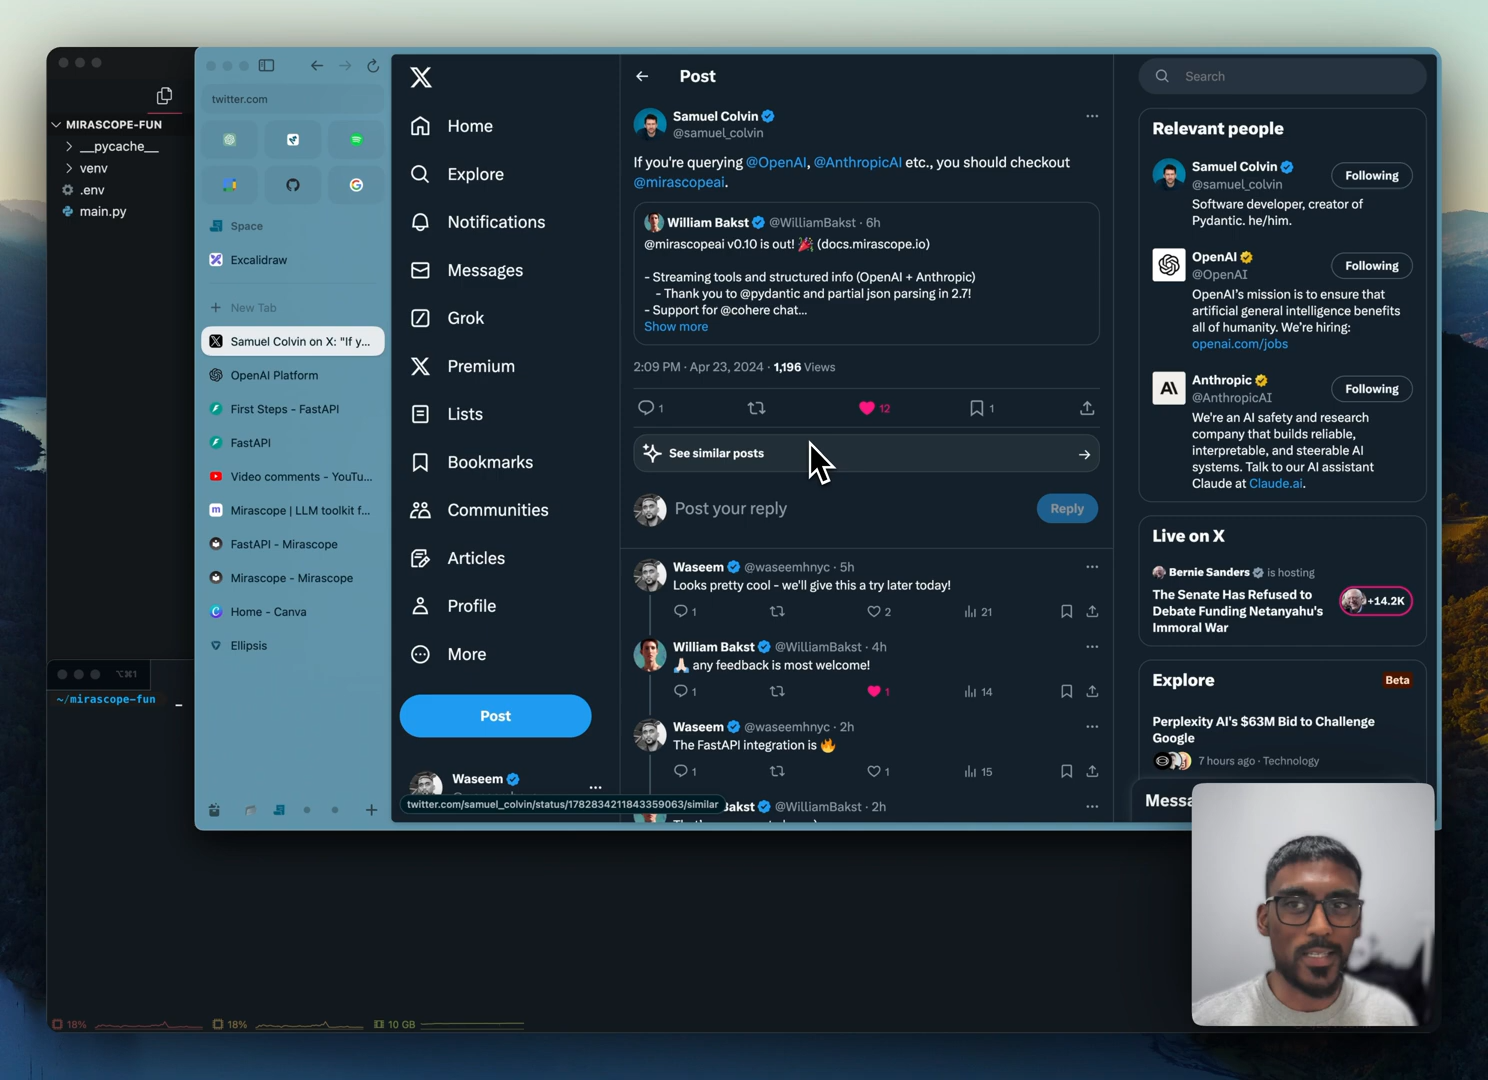 MIRASCOPE-FUN
__pycache__
venv
.env
main.py
⌥⌘1
~/mirascope-fun
18%
18%
10 GB
twitter.com
Space
Excalidraw
New Tab
Samuel Colvin on X: "If y...
OpenAI Platform
First Steps - FastAPI
FastAPI
Video comments - YouTu...
Mirascope | LLM toolkit f...
FastAPI - Mirascope
Mirascope - Mirascope
Home - Canva
Ellipsis
Home
Explore
Notifications
Messages
Grok
Premium
Lists
Bookmarks
Communities
Articles
Profile
More
Post
Waseem
twitter.com/samuel_colvin/status/1782834211843359063/similar
Post
Samuel Colvin
@samuel_colvin
If you're querying @OpenAI, @AnthropicAI etc., you should checkout
@mirascopeai.
William Bakst @WilliamBakst · 6h
@mirascopeai v0.10 is out! 🎉 (docs.mirascope.io)
- Streaming tools and structured info (OpenAI + Anthropic)
- Thank you to @pydantic and partial json parsing in 2.7!
- Support for @cohere chat...
Show more
2:09 PM · Apr 23, 2024 · 1,196 Views
1 12 1
See similar posts
Post your reply
Reply
Waseem @waseemhnyc · 5h
Looks pretty cool - we'll give this a try later today!
1 2 21
William Bakst @WilliamBakst · 4h
🙏🏻 any feedback is most welcome!
1 1 14
Waseem @waseemhnyc · 2h
The FastAPI integration is 🔥
1 1 15
Bakst @WilliamBakst · 2h
Search
Relevant people
Samuel Colvin
@samuel_colvin
Following
Software developer, creator of
Pydantic. he/him.
OpenAI
@OpenAI
Following
OpenAI's mission is to ensure that
artificial general intelligence benefits
all of humanity. We're hiring:
openai.com/jobs
Anthropic
@AnthropicAI
Following
We're an AI safety and research
company that builds reliable,
interpretable, and steerable AI
systems. Talk to our AI assistant
Claude at Claude.ai.
Live on X
Bernie Sanders is hosting
The Senate Has Refused to
Debate Funding Netanyahu's
Immoral War
+14.2K
Explore
Beta
Perplexity AI's $63M Bid to Challenge
Google
7 hours ago · Technology
Messa